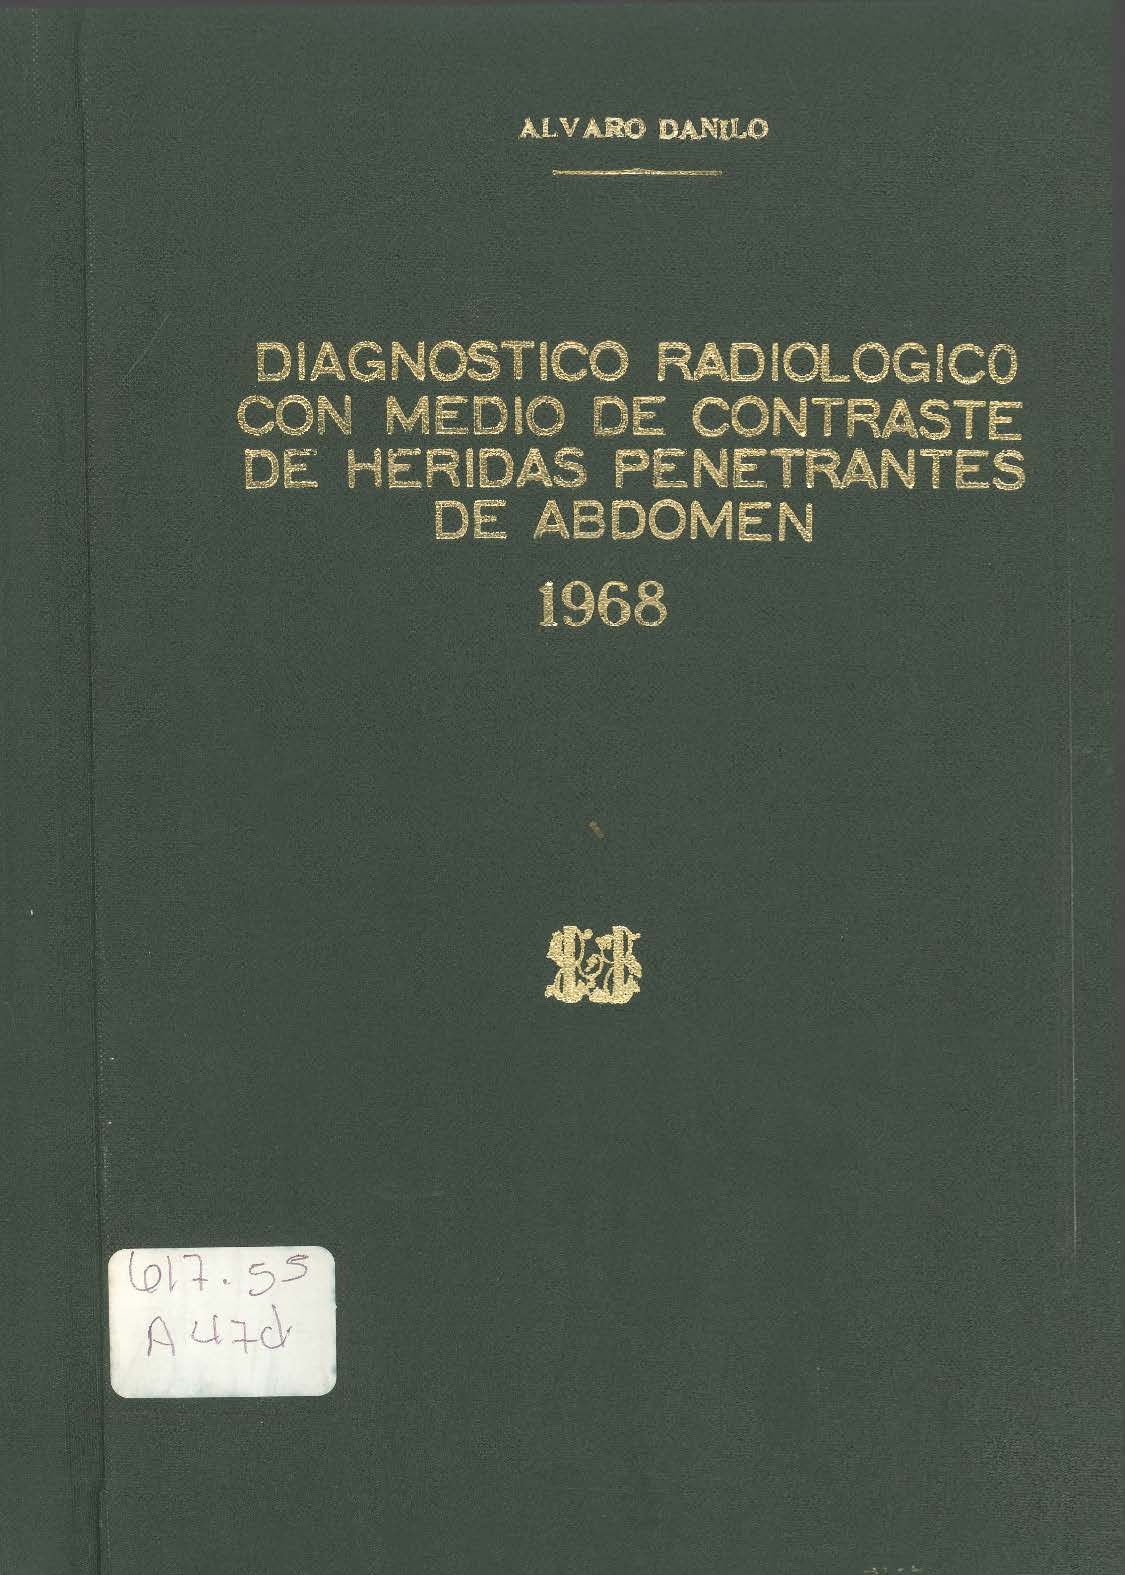 ALVARO DANILO
DIAGNOSTICO RADIOLOGICO
CON MEDIO DE CONTRASTE
DE HERIDAS PENETRANTES
DE ABDOMEN
1968
617.55
A47d